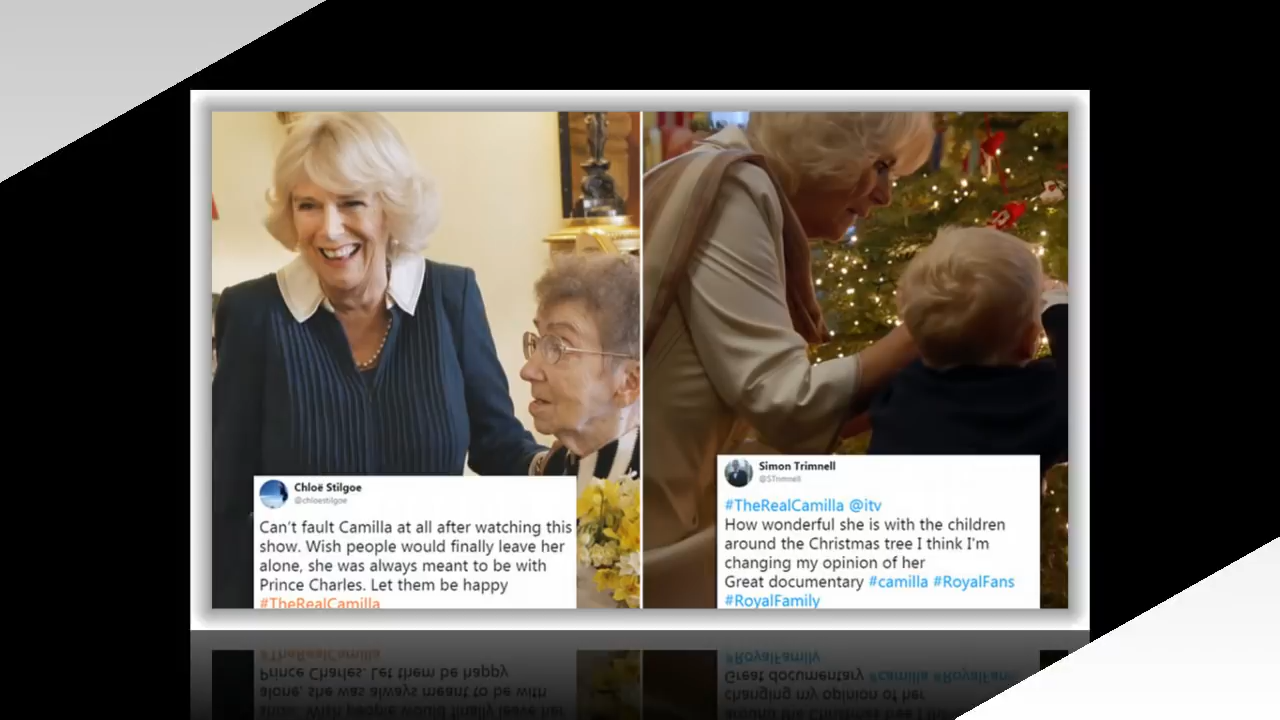 Chloë Stilgoe
@chloestilgoe
Can't fault Camilla at all after watching this
show. Wish people would finally leave her
alone, she was always meant to be with
Prince Charles. Let them be happy
#TheRealCamilla
Simon Trimnell
@STrimnell
#TheRealCamilla @itv
How wonderful she is with the children
around the Christmas tree I think I'm
changing my opinion of her
Great documentary #camilla #RoyalFans
#RoyalFamily